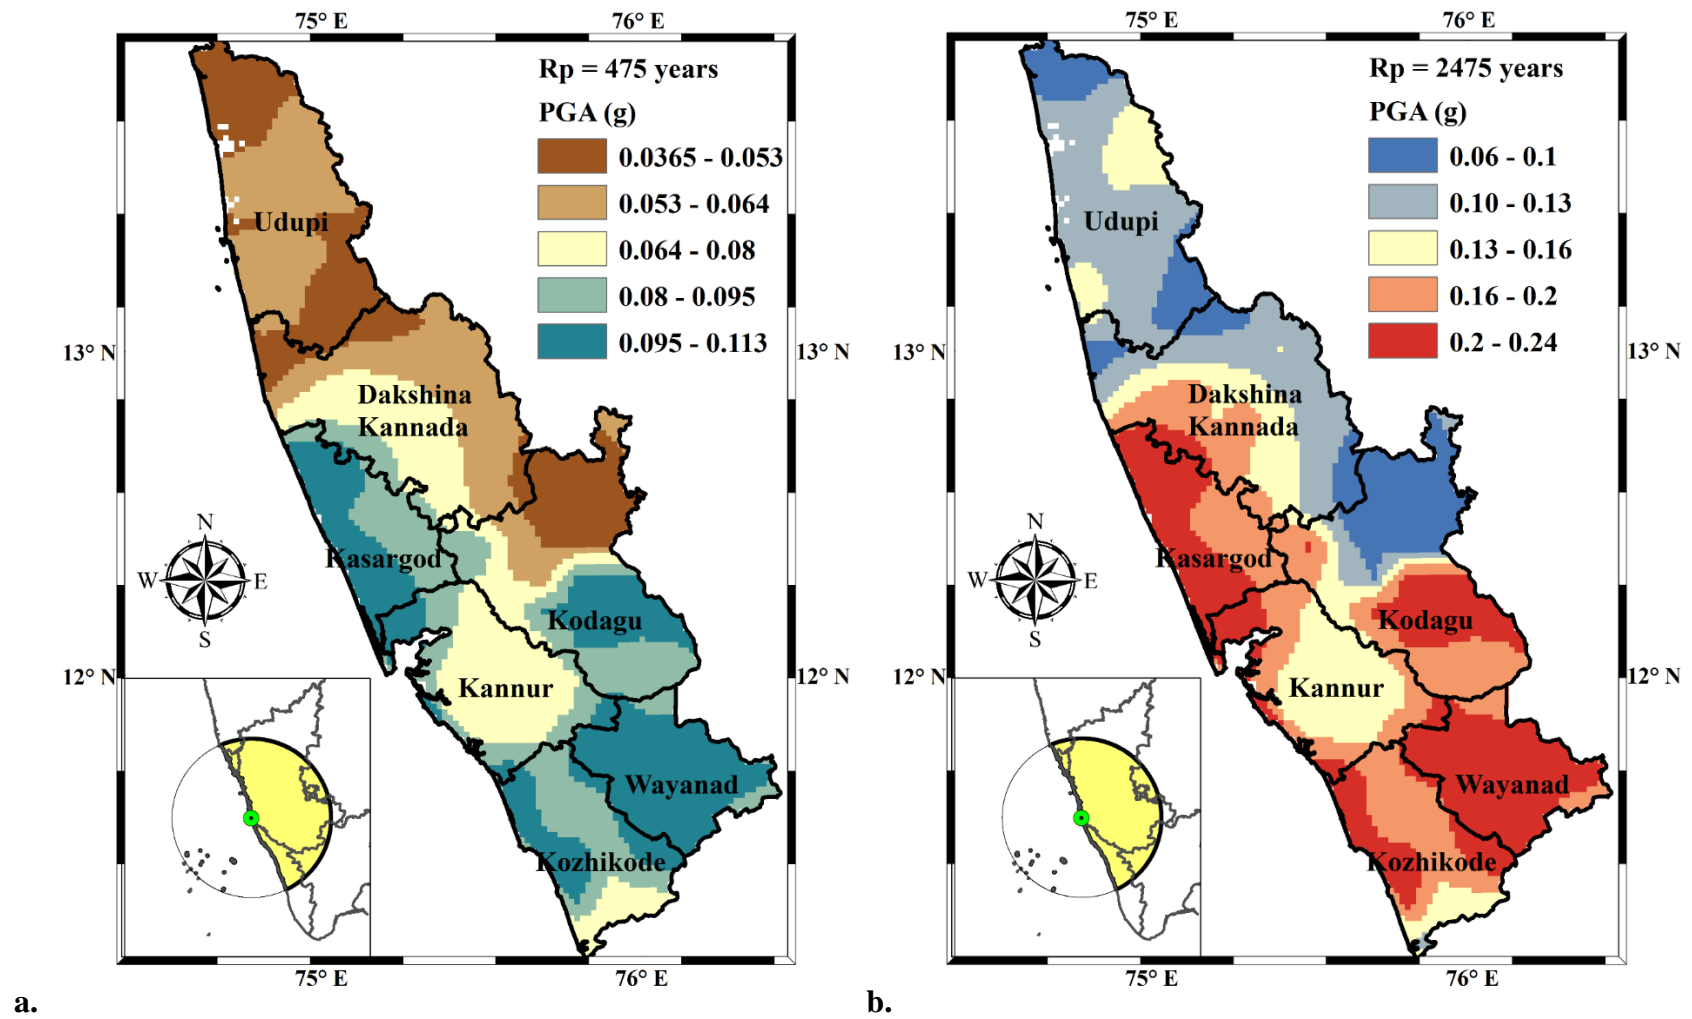 75° E
76° E
Rp = 475 years
PGA (g)
0.0365 - 0.053
0.053 - 0.064
0.064 - 0.08
0.08 - 0.095
0.095 - 0.113
Udupi
13° N
13° N
Dakshina
Kannada
Kasargod
N
W
E
S
Kodagu
12° N
12° N
Kannur
Wayanad
Kozhikode
75° E
76° E
a.
75° E
76° E
Rp = 2475 years
PGA (g)
0.06 - 0.1
0.10 - 0.13
0.13 - 0.16
0.16 - 0.2
0.2 - 0.24
Udupi
13° N
13° N
Dakshina
Kannada
Kasargod
N
W
E
S
Kodagu
12° N
12° N
Kannur
Wayanad
Kozhikode
75° E
76° E
b.